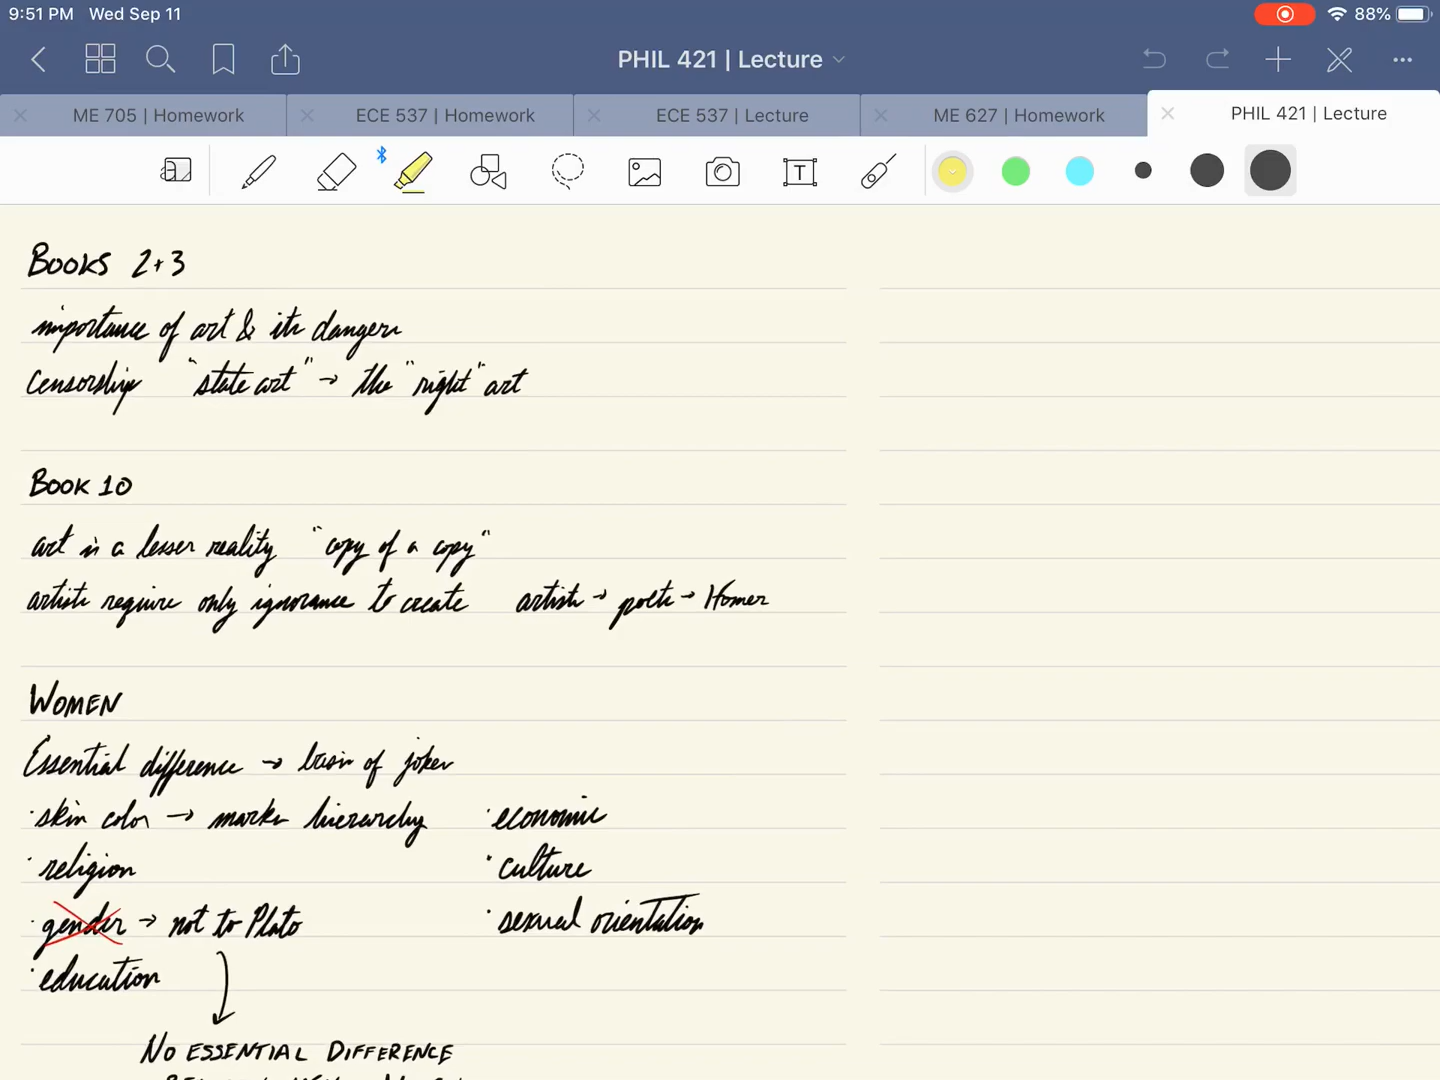 9:51 PM Wed Sep 11 88%
PHIL 421 | Lecture
ME 705 | Homework ECE 537 | Homework ECE 537 | Lecture ME 627 | Homework PHIL 421 | Lecture
T
BOOKS 2+3
importance of art & its dangers
Censorship "state art" → the "right" art
BOOK 10
art is a lesser reality "copy of a copy"
artists require only ignorance to create artists → poets → Homer
WOMEN
Essential difference → basis of jokes
· skin color → marks hierarchy · economic
· religion · culture
· gender → not to Plato · sexual orientation
· education
NO ESSENTIAL DIFFERENCE